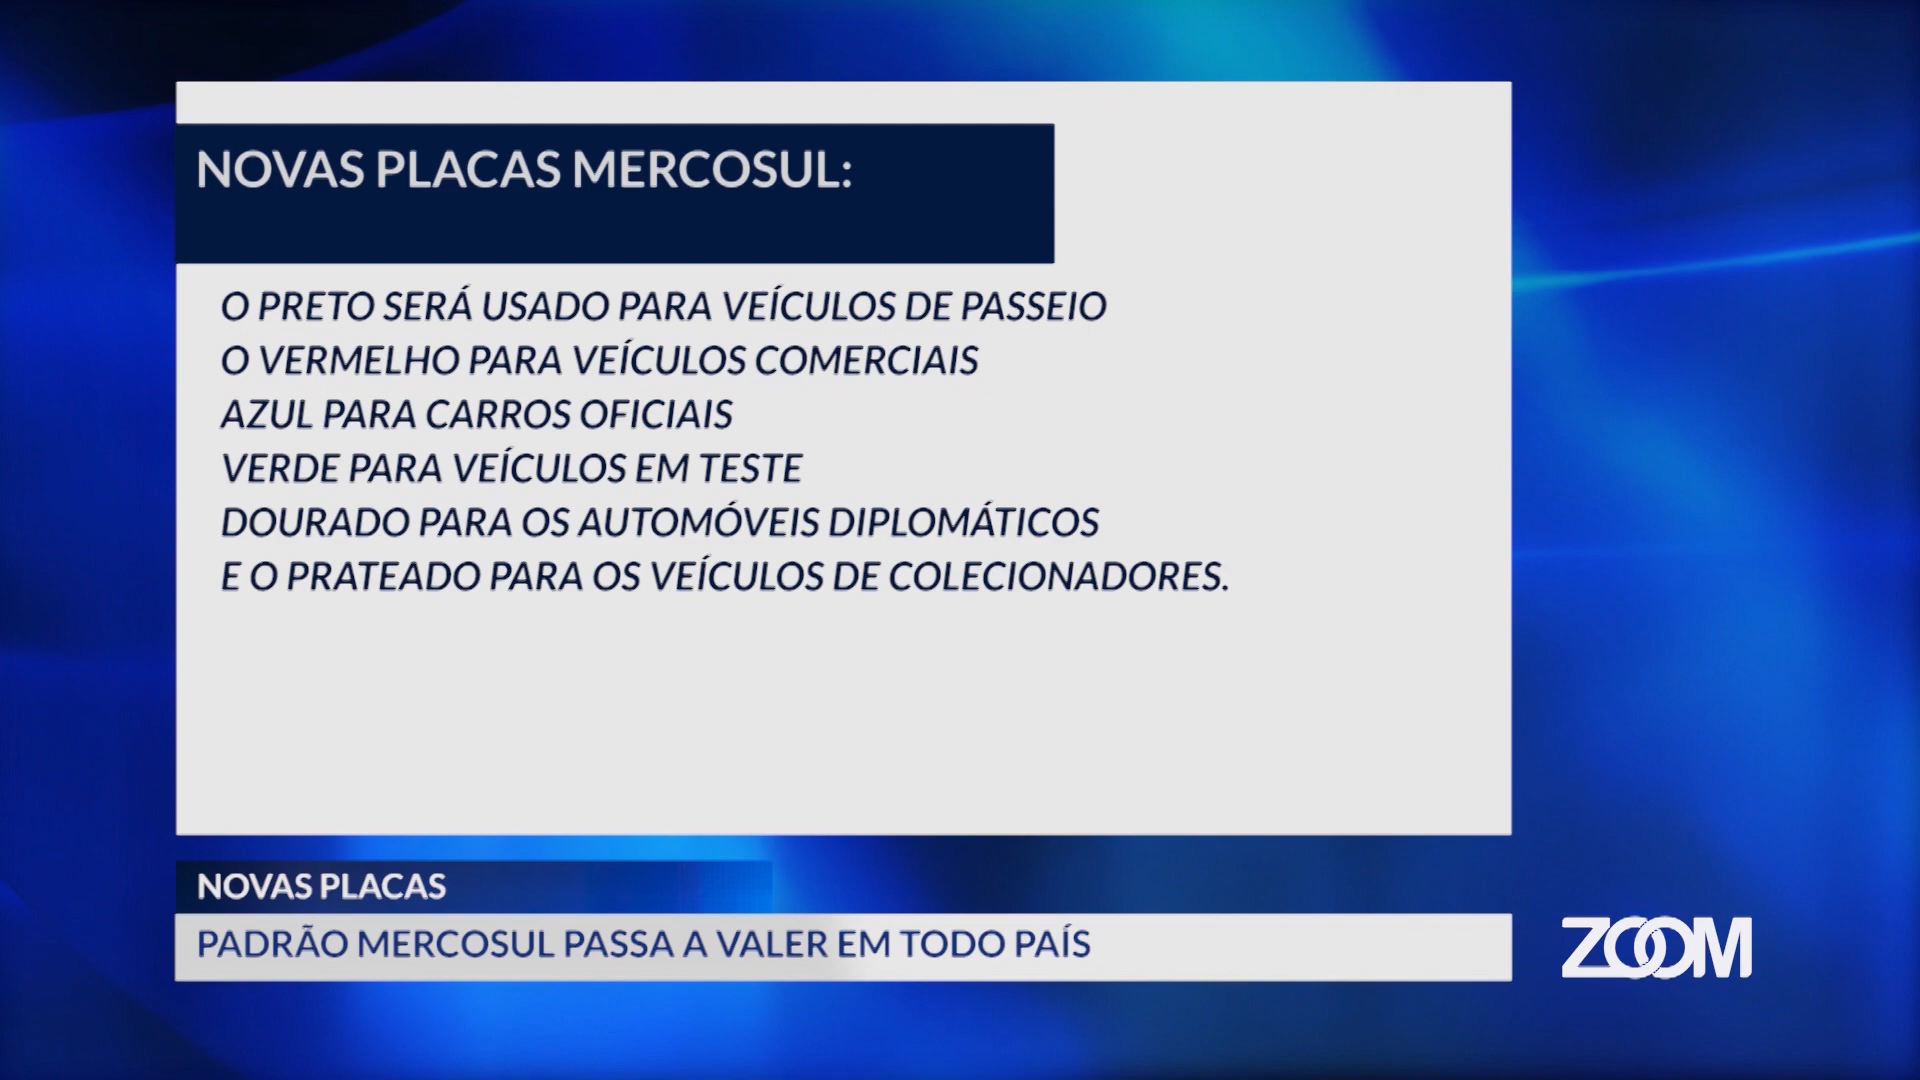 NOVAS PLACAS MERCOSUL:
O PRETO SERÁ USADO PARA VEÍCULOS DE PASSEIO
O VERMELHO PARA VEÍCULOS COMERCIAIS
AZUL PARA CARROS OFICIAIS
VERDE PARA VEÍCULOS EM TESTE
DOURADO PARA OS AUTOMÓVEIS DIPLOMÁTICOS
E O PRATEADO PARA OS VEÍCULOS DE COLECIONADORES.
NOVAS PLACAS
PADRÃO MERCOSUL PASSA A VALER EM TODO PAÍS
ZOOM